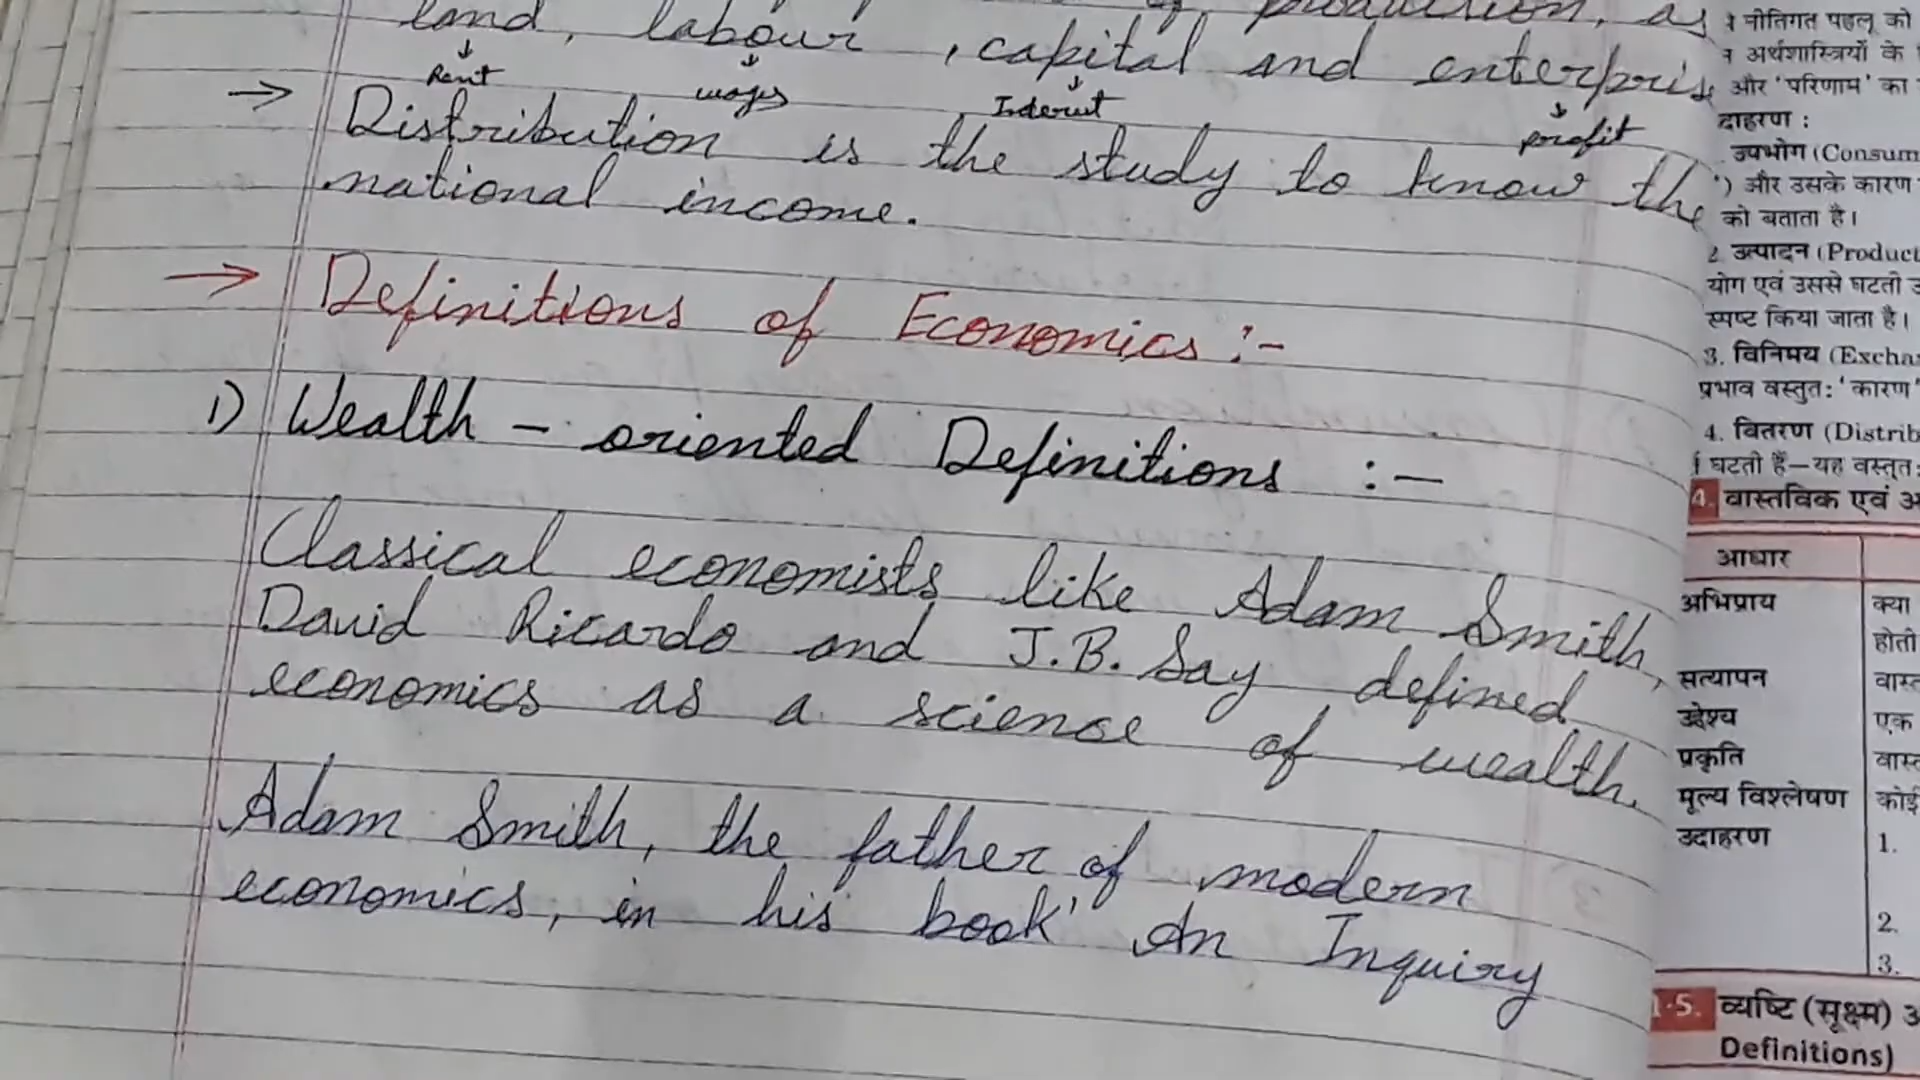 land, labour, capital and enterpris
Rent wages Interest profit
→ Distribution is the study to know the
national income.
→ Definitions of Economics :-
1) Wealth - oriented Definitions :-
Classical economists like Adam Smith,
David Ricardo and J.B. Say defined
economics as a science of wealth.
Adam Smith, the father of modern
economics, in his book' An Inquiry
नीतिगत पहलू को
अर्थशास्त्रियों के
और 'परिणाम' का
दाहरण :
उपभोग (Consum
') और उसके कारण
को बताता है।
2. उत्पादन (Product
योग एवं उससे घटती
स्पष्ट किया जाता है।
3. विनिमय (Excha
प्रभाव वस्तुत: 'कारण'
4. वितरण (Distrib
घटती हैं—यह वस्तुत:
4. वास्तविक एवं
आधार
अभिप्राय क्या
होती
सत्यापन वास्त
उद्देश्य एक
प्रकृति वास्त
मूल्य विश्लेषण कोई
उदाहरण 1.
2.
3.
1.5. व्यष्टि (सूक्ष्म)
Definitions)